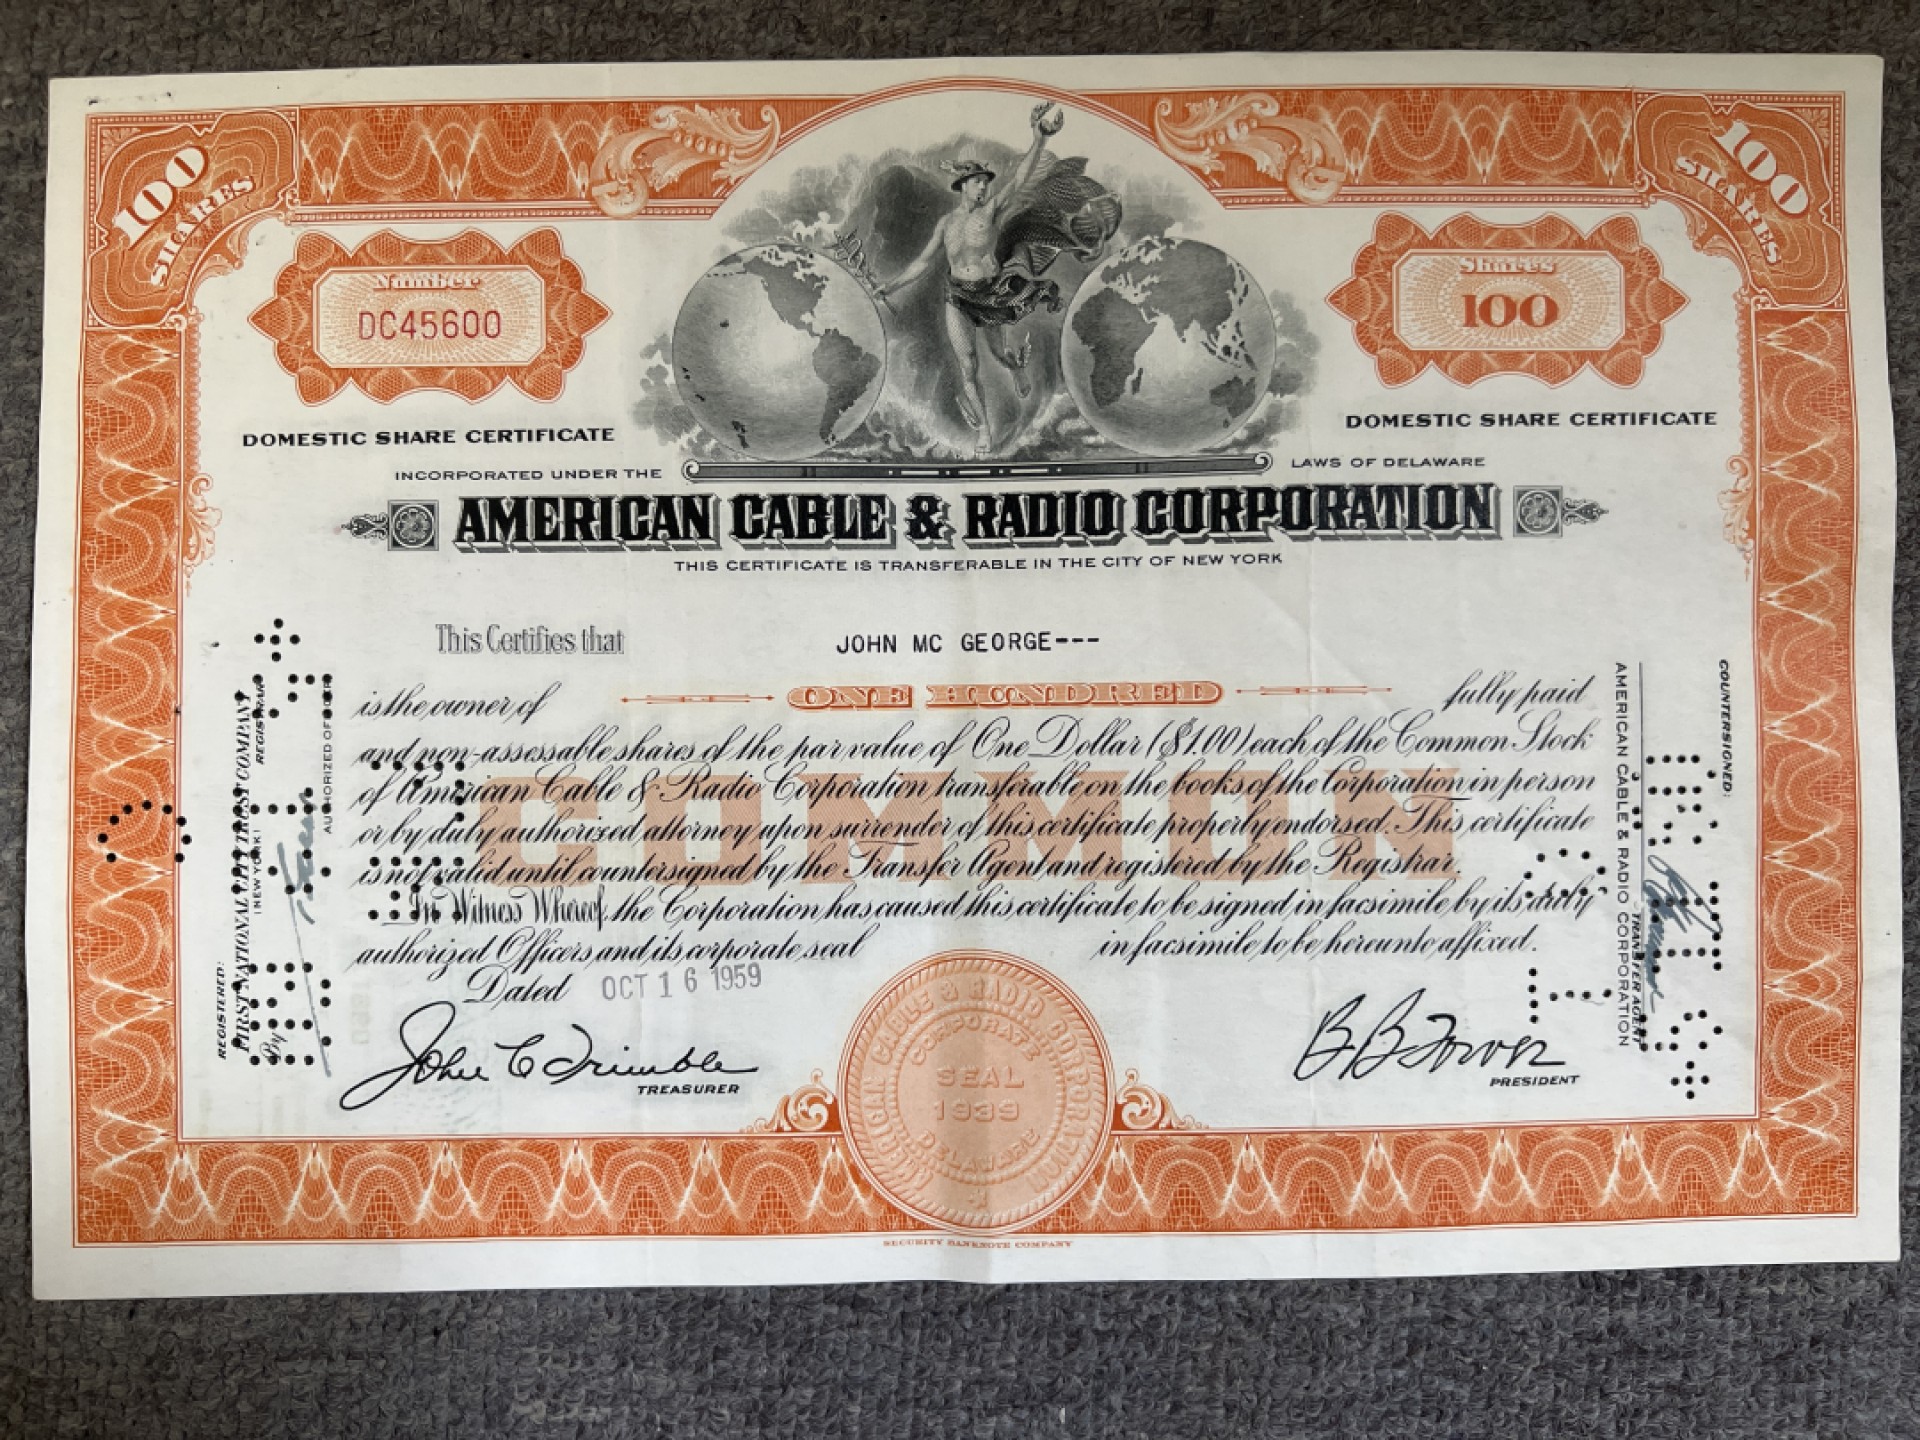 100 SHARES
100 SHARES
Number
DC45600
Shares
100
DOMESTIC SHARE CERTIFICATE
DOMESTIC SHARE CERTIFICATE
INCORPORATED UNDER THE
LAWS OF DELAWARE
AMERICAN CABLE & RADIO CORPORATION
THIS CERTIFICATE IS TRANSFERABLE IN THE CITY OF NEW YORK
This Certifies that JOHN MC GEORGE---
is the owner of ONE HUNDRED fully paid
and non-assessable shares of the par value of One Dollar ($1.00) each of the Common Stock
of American Cable & Radio Corporation transferable on the books of the Corporation in person
or by duly authorized attorney upon surrender of this certificate properly endorsed. This certificate
is not valid until countersigned by the Transfer Agent and registered by the Registrar.
In Witness Whereof, the Corporation has caused this certificate to be signed in facsimile by its duly
authorized Officers and its corporate seal in facsimile to be hereunto affixed.
COMMON
Dated OCT 16 1959
John C Trimble
TREASURER
B B Tower
PRESIDENT
AMERICAN CABLE & RADIO CORPORATION
CORPORATE
SEAL
1939
DELAWARE
SECURITY BANKNOTE COMPANY
REGISTERED:
FIRST NATIONAL CITY TRUST COMPANY
(NEW YORK)
REGISTRAR
By
AUTHORIZED OFFICER
COUNTERSIGNED:
AMERICAN CABLE & RADIO CORPORATION
TRANSFER AGENT